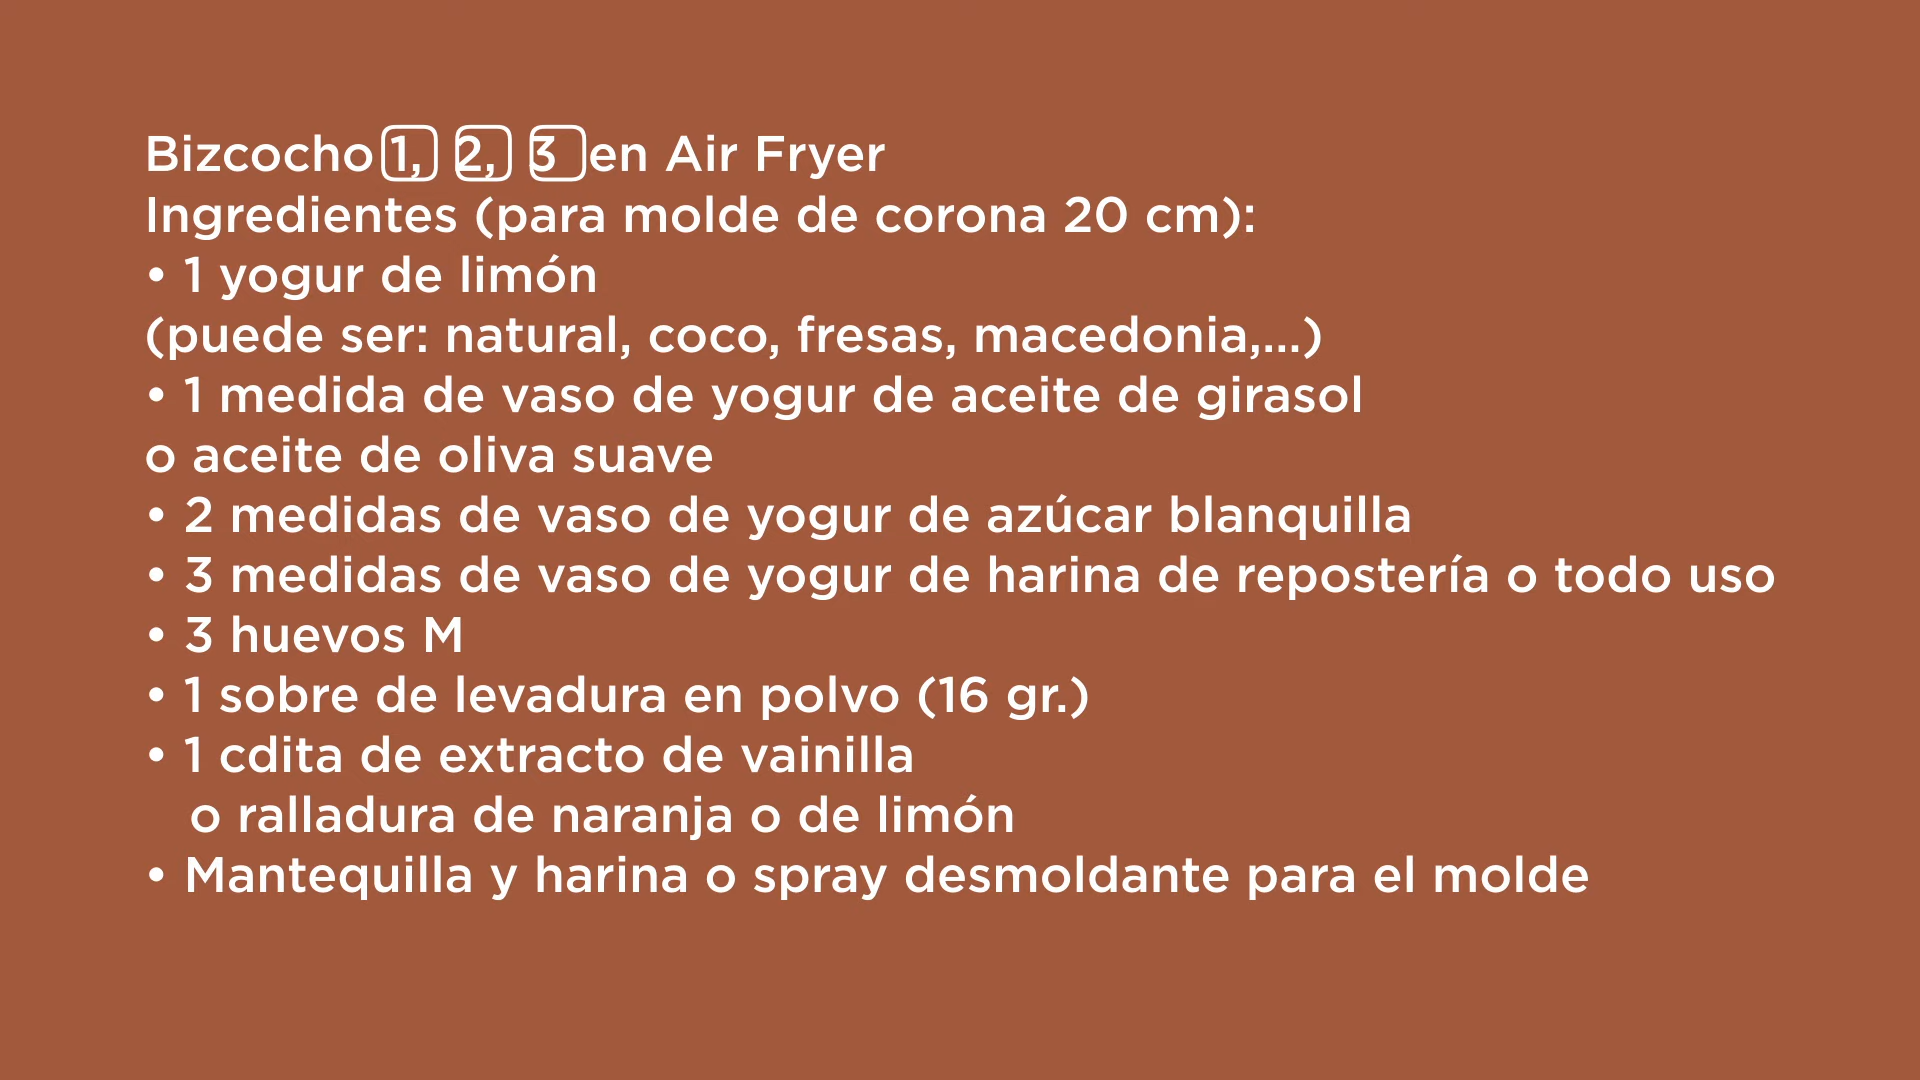 Bizcocho 1, 2, 3 en Air Fryer
Ingredientes (para molde de corona 20 cm):
• 1 yogur de limón
(puede ser: natural, coco, fresas, macedonia,...)
• 1 medida de vaso de yogur de aceite de girasol
o aceite de oliva suave
• 2 medidas de vaso de yogur de azúcar blanquilla
• 3 medidas de vaso de yogur de harina de repostería o todo uso
• 3 huevos M
• 1 sobre de levadura en polvo (16 gr.)
• 1 cdita de extracto de vainilla
o ralladura de naranja o de limón
• Mantequilla y harina o spray desmoldante para el molde